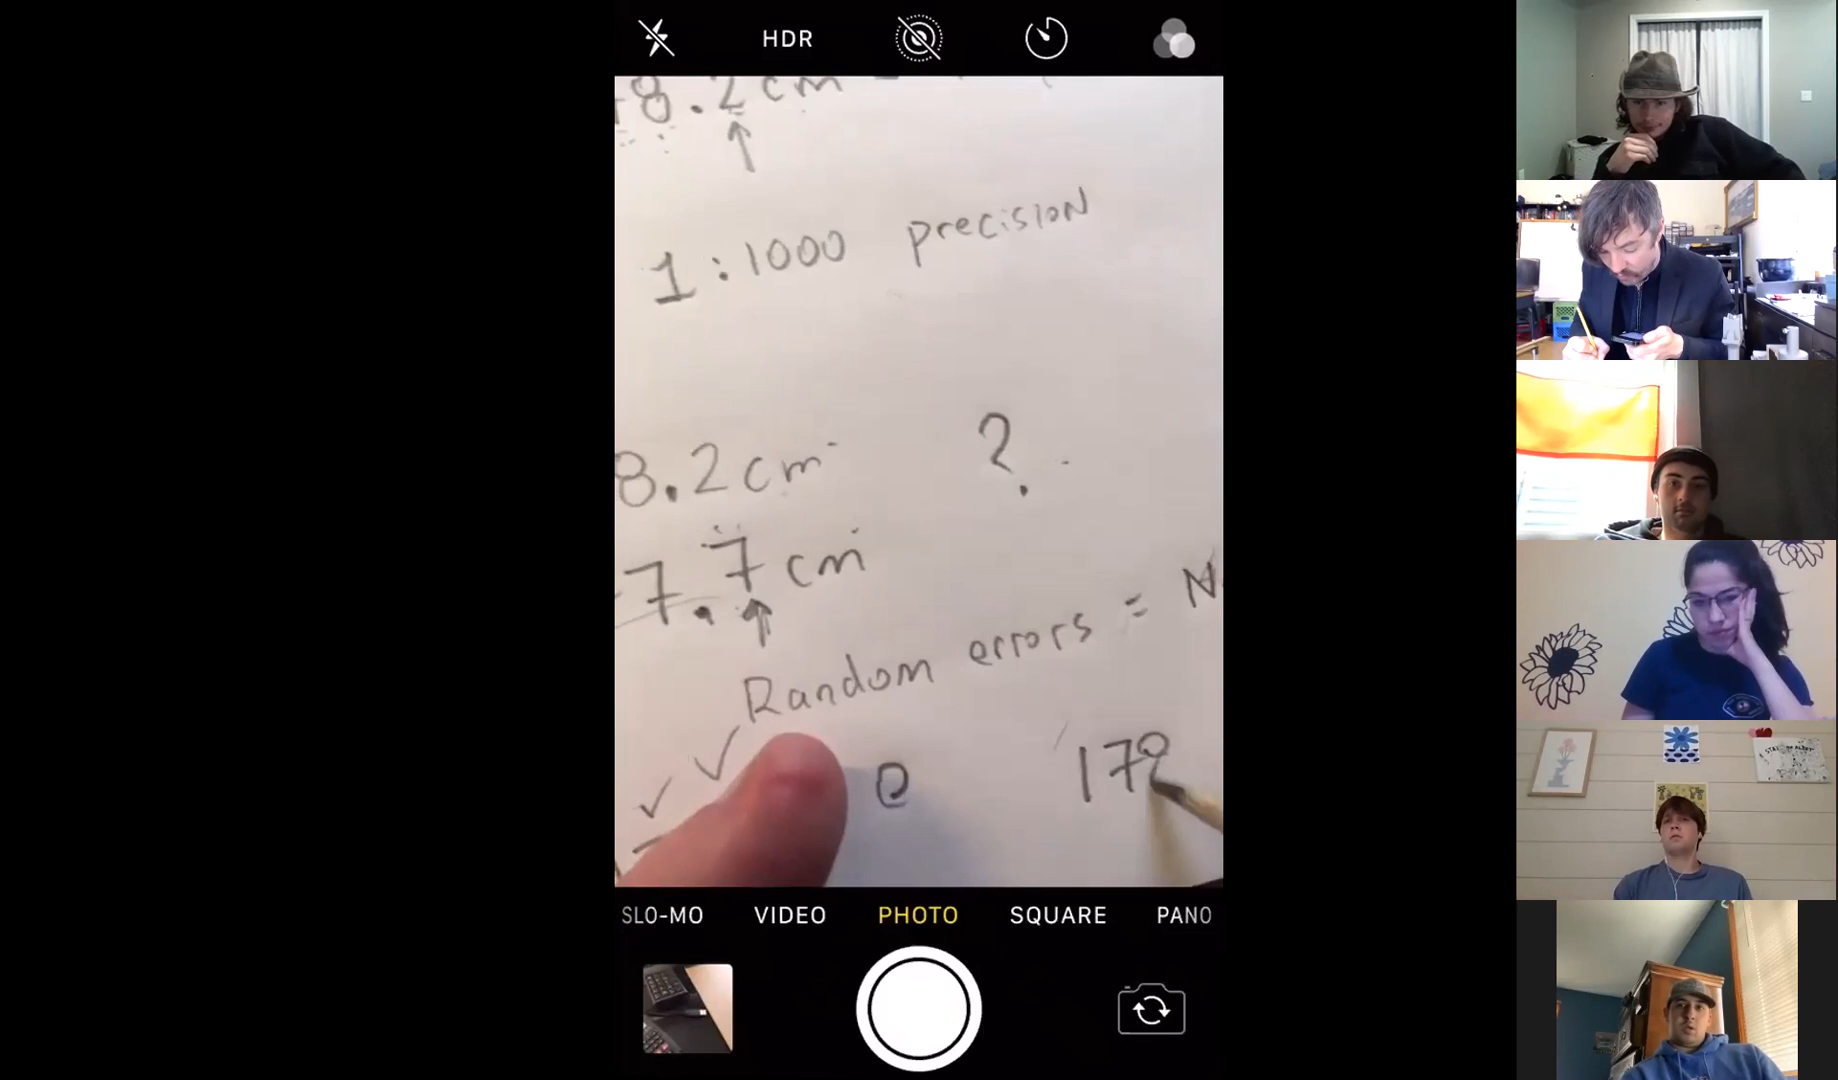 HDR
8.2 cm
1 : 1000 precision
8.2 cm ?
7.7 cm
Random errors = N
0 178
SLO-MO VIDEO PHOTO SQUARE PANO